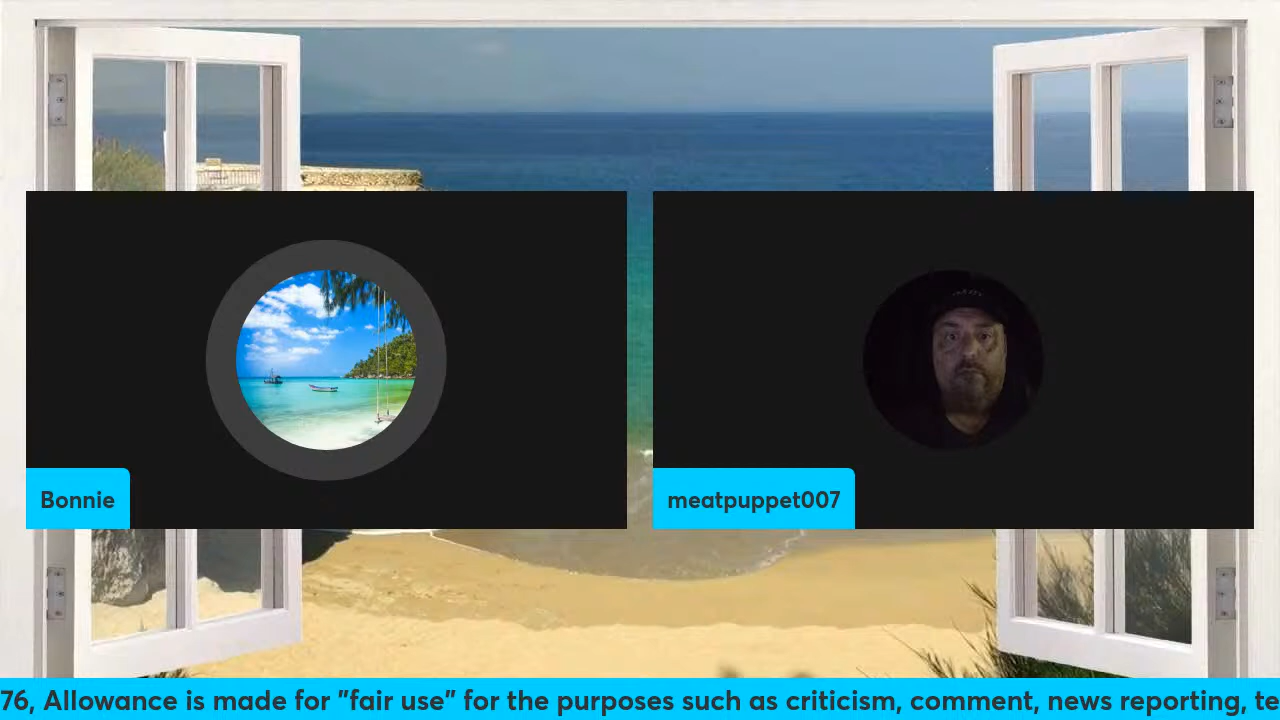 Bonnie
meatpuppet007
76, Allowance is made for "fair use" for the purposes such as criticism, comment, news reporting, te